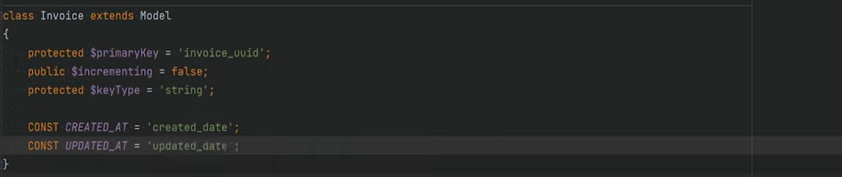 class Invoice extends Model
{
    protected $primaryKey = 'invoice_uuid';
    public $incrementing = false;
    protected $keyType = 'string';
    CONST CREATED_AT = 'created_date';
    CONST UPDATED_AT = 'updated_date ;
}